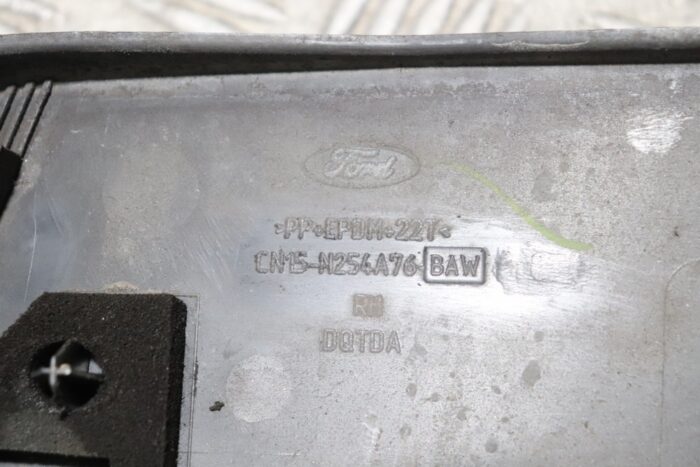 Ford
>PP+EPDM+22T<
CN15-N254A76 BAW
RH
DQTDA